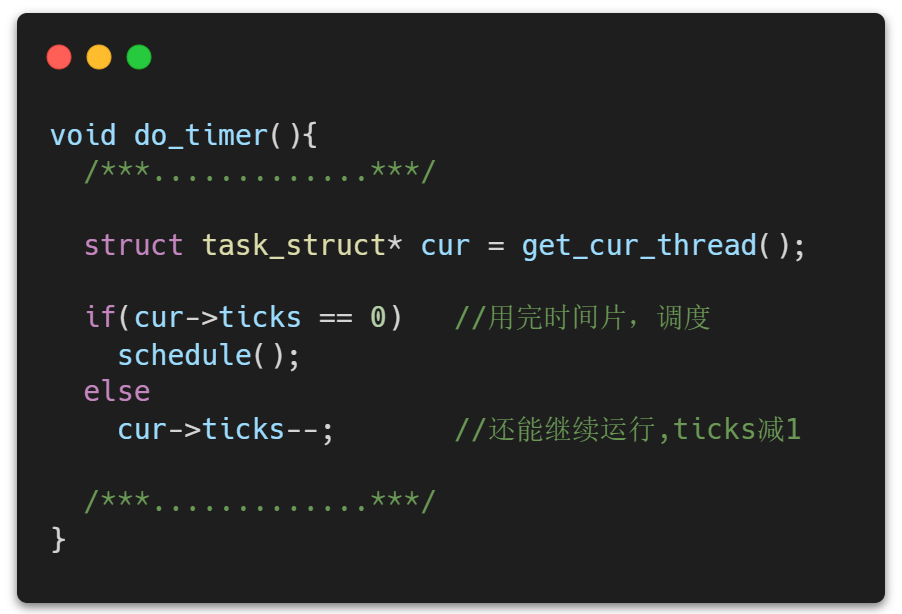 void do_timer(){
/***.............***/
struct task_struct* cur = get_cur_thread();
if(cur->ticks == 0)   //用完时间片，调度
schedule();
else
cur->ticks--;       //还能继续运行,ticks减1
/***.............***/
}